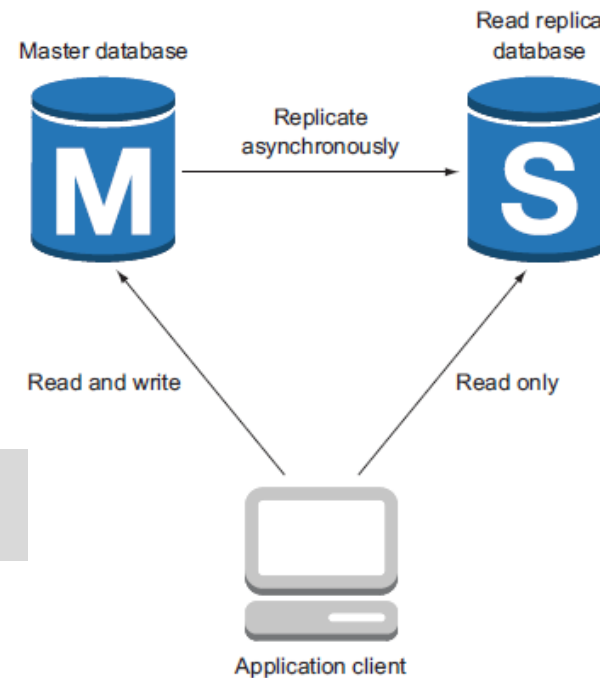 Master database
Read replica
database
Replicate
asynchronously
M
S
Read and write
Read only
Application client